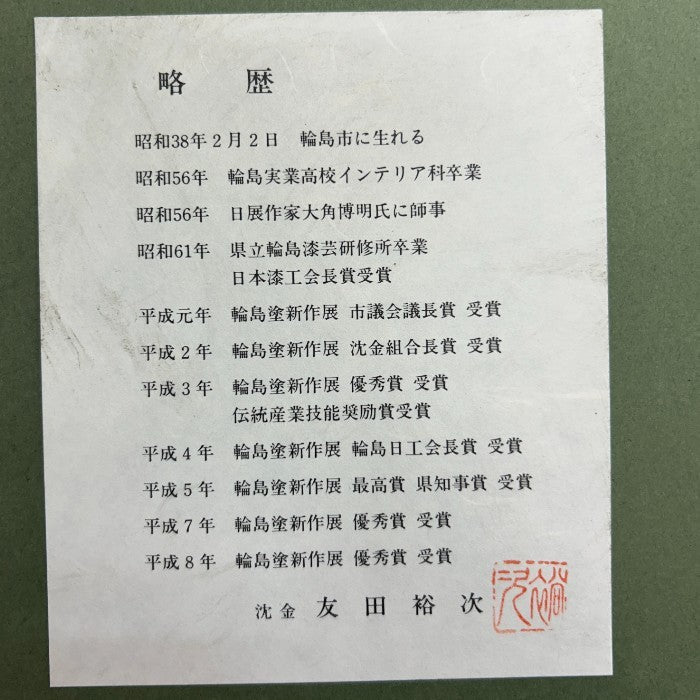 略 歴
昭和38年2月2日 輪島市に生れる
昭和56年 輪島実業高校インテリア科卒業
昭和56年 日展作家大角博明氏に師事
昭和61年 県立輪島漆芸研修所卒業
日本漆工会長賞受賞
平成元年 輪島塗新作展 市議会議長賞 受賞
平成2年 輪島塗新作展 沈金組合長賞 受賞
平成3年 輪島塗新作展 優秀賞 受賞
伝統産業技能奨励賞受賞
平成4年 輪島塗新作展 輪島日工会長賞 受賞
平成5年 輪島塗新作展 最高賞 県知事賞 受賞
平成7年 輪島塗新作展 優秀賞 受賞
平成8年 輪島塗新作展 優秀賞 受賞
沈金 友田裕次